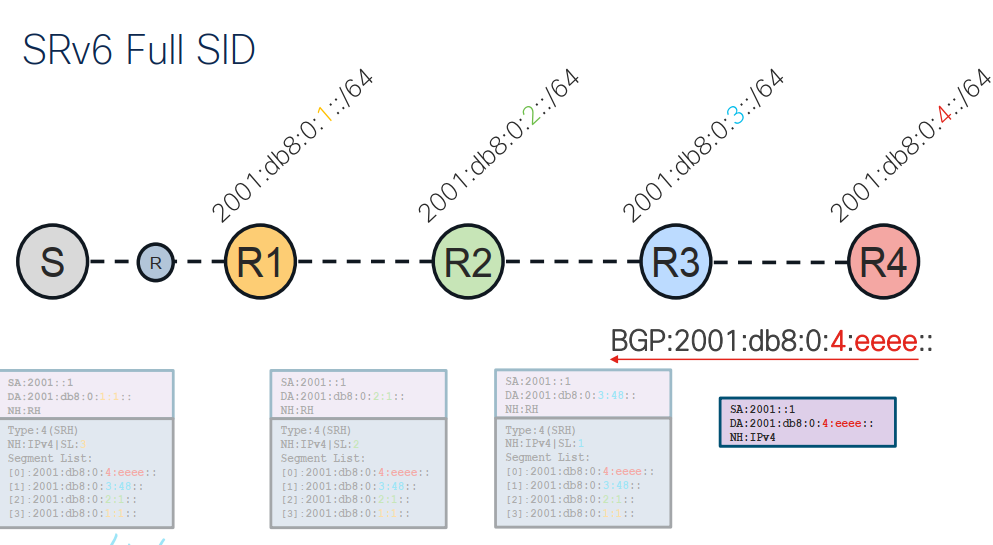 SRv6 Full SID
2001:db8:0:1::/64
2001:db8:0:2::/64
2001:db8:0:3::/64
2001:db8:0:4::/64
S
R
R1
R2
R3
R4
BGP:2001:db8:0:4:eeee::
SA:2001::1
DA:2001:db8:0:1:1::
NH:RH
Type:4(SRH)
NH:IPv4|SL:3
Segment List:
[0]:2001:db8:0:4:eeee::
[1]:2001:db8:0:3:48::
[2]:2001:db8:0:2:1::
[3]:2001:db8:0:1:1::
SA:2001::1
DA:2001:db8:0:2:1::
NH:RH
Type:4(SRH)
NH:IPv4|SL:2
Segment List:
[0]:2001:db8:0:4:eeee::
[1]:2001:db8:0:3:48::
[2]:2001:db8:0:2:1::
[3]:2001:db8:0:1:1::
SA:2001::1
DA:2001:db8:0:3:48::
NH:RH
Type:4(SRH)
NH:IPv4|SL:1
Segment List:
[0]:2001:db8:0:4:eeee::
[1]:2001:db8:0:3:48::
[2]:2001:db8:0:2:1::
[3]:2001:db8:0:1:1::
SA:2001::1
DA:2001:db8:0:4:eeee::
NH:IPv4